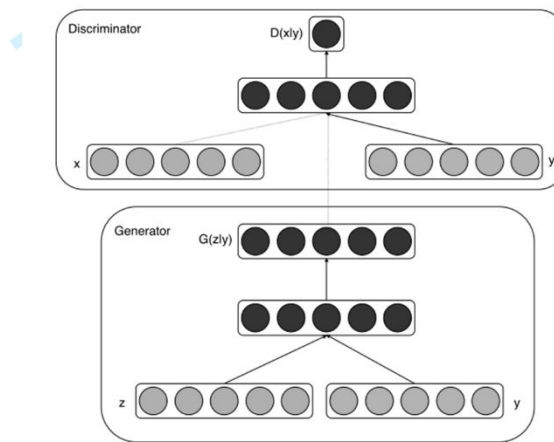 Discriminator
D(x|y)
x
y
Generator
G(z|y)
z
y